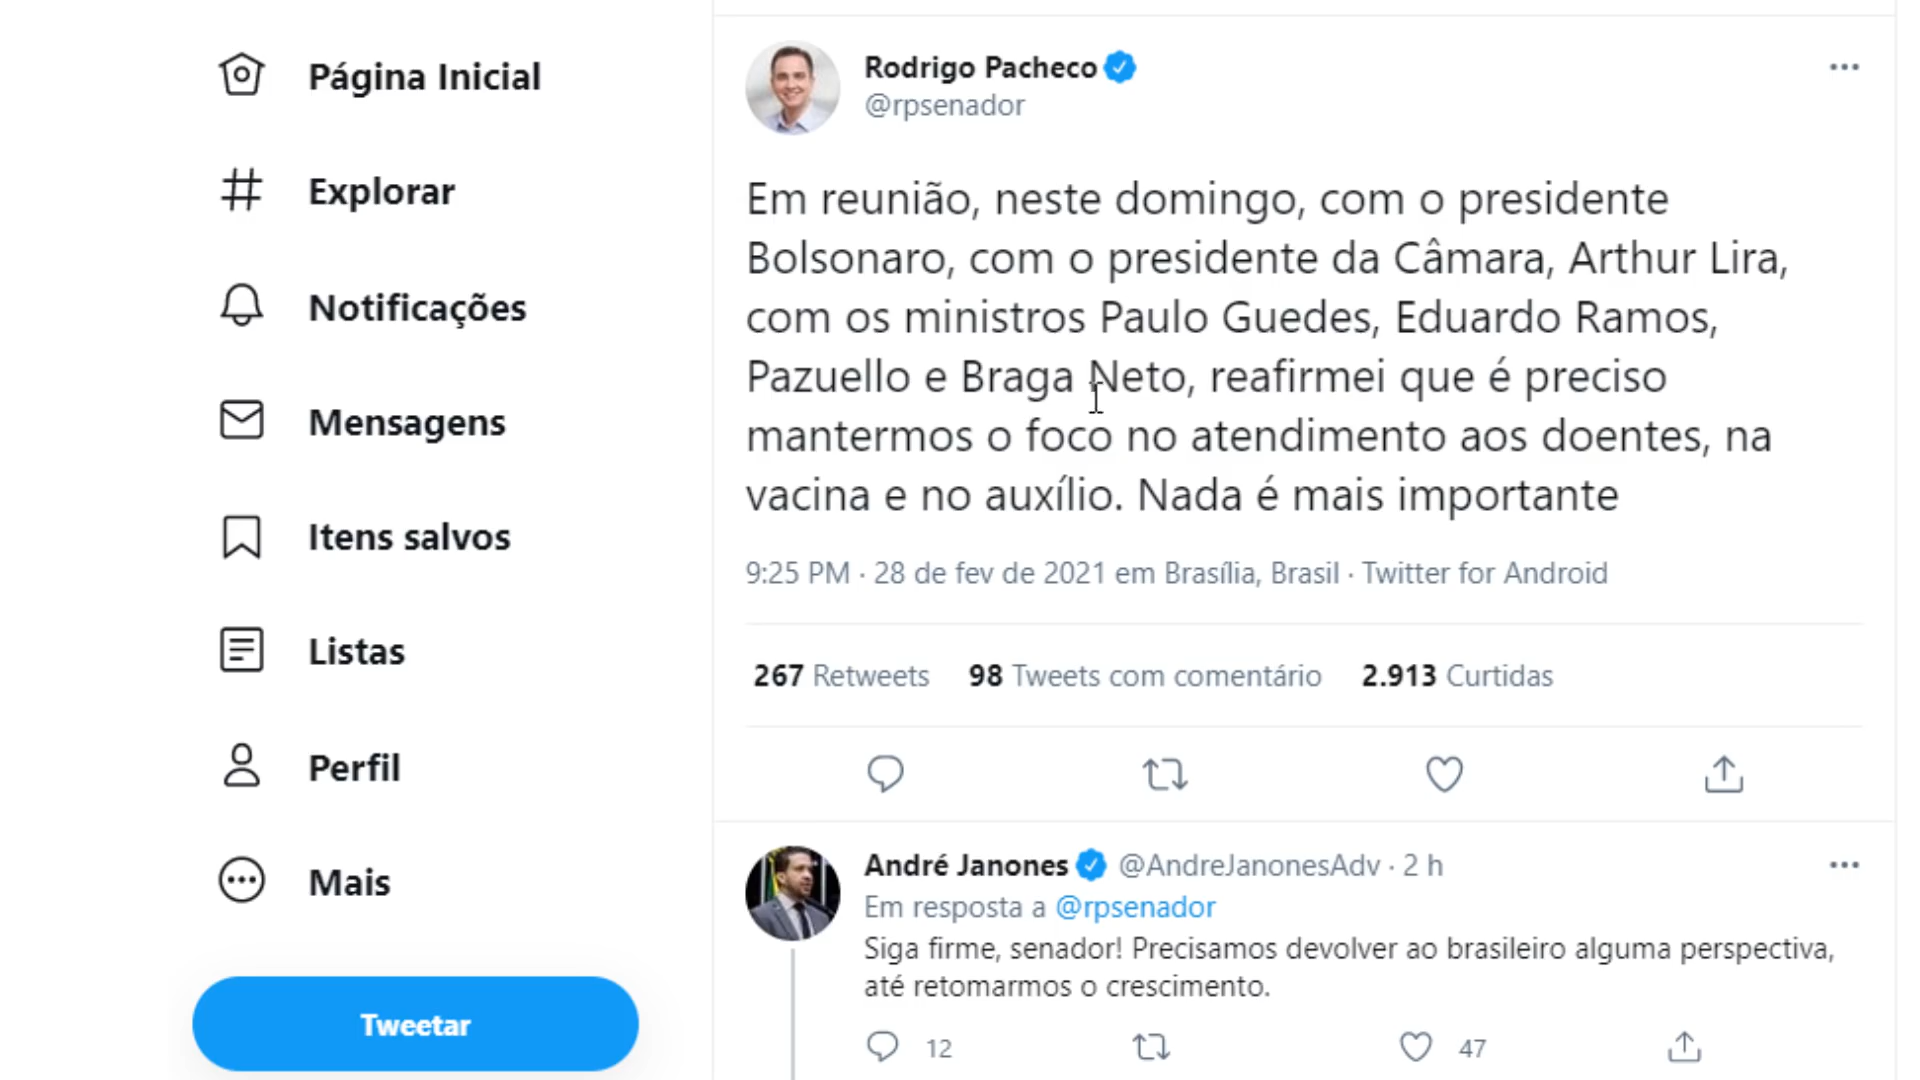 Página Inicial
Explorar
Notificações
Mensagens
Itens salvos
Listas
Perfil
Mais
Tweetar
Rodrigo Pacheco
@rpsenador
Em reunião, neste domingo, com o presidente
Bolsonaro, com o presidente da Câmara, Arthur Lira,
com os ministros Paulo Guedes, Eduardo Ramos,
Pazuello e Braga Neto, reafirmei que é preciso
mantermos o foco no atendimento aos doentes, na
vacina e no auxílio. Nada é mais importante
9:25 PM · 28 de fev de 2021 em Brasília, Brasil · Twitter for Android
267 Retweets 98 Tweets com comentário 2.913 Curtidas
André Janones @AndreJanonesAdv · 2 h
Em resposta a @rpsenador
Siga firme, senador! Precisamos devolver ao brasileiro alguma perspectiva,
até retomarmos o crescimento.
12 47